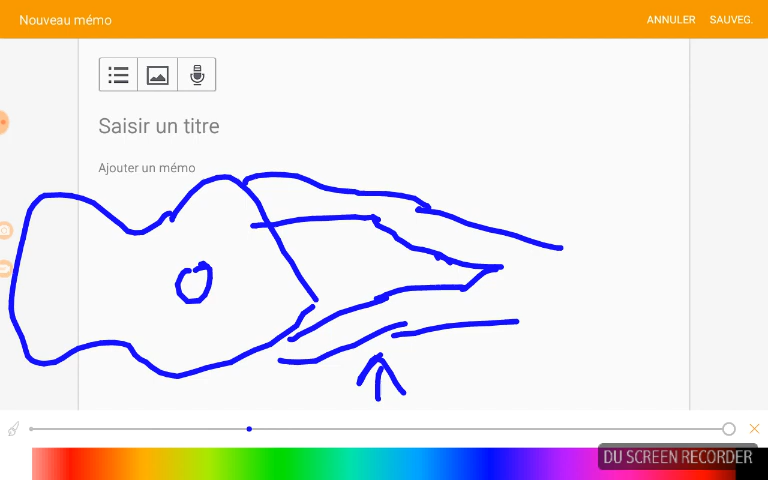 Nouveau mémo
ANNULER SAUVEG.
Saisir un titre
Ajouter un mémo
DU SCREEN RECORDER